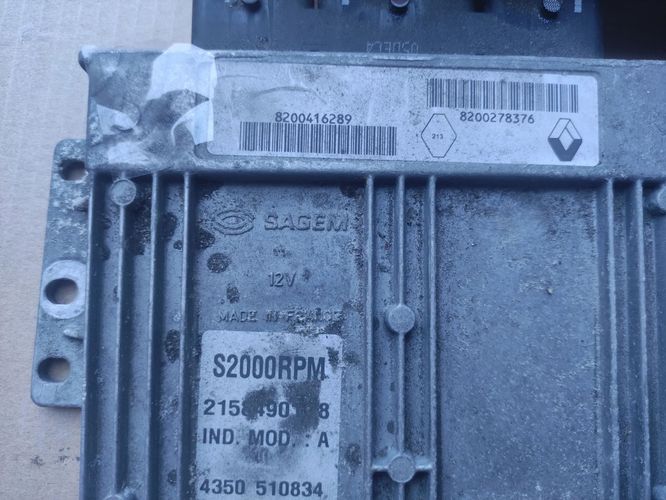 8200416289
8200278376
213
SAGEM
12V
MADE IN FRANCE
S2000RPM
IND. MOD. : A
4350 510834